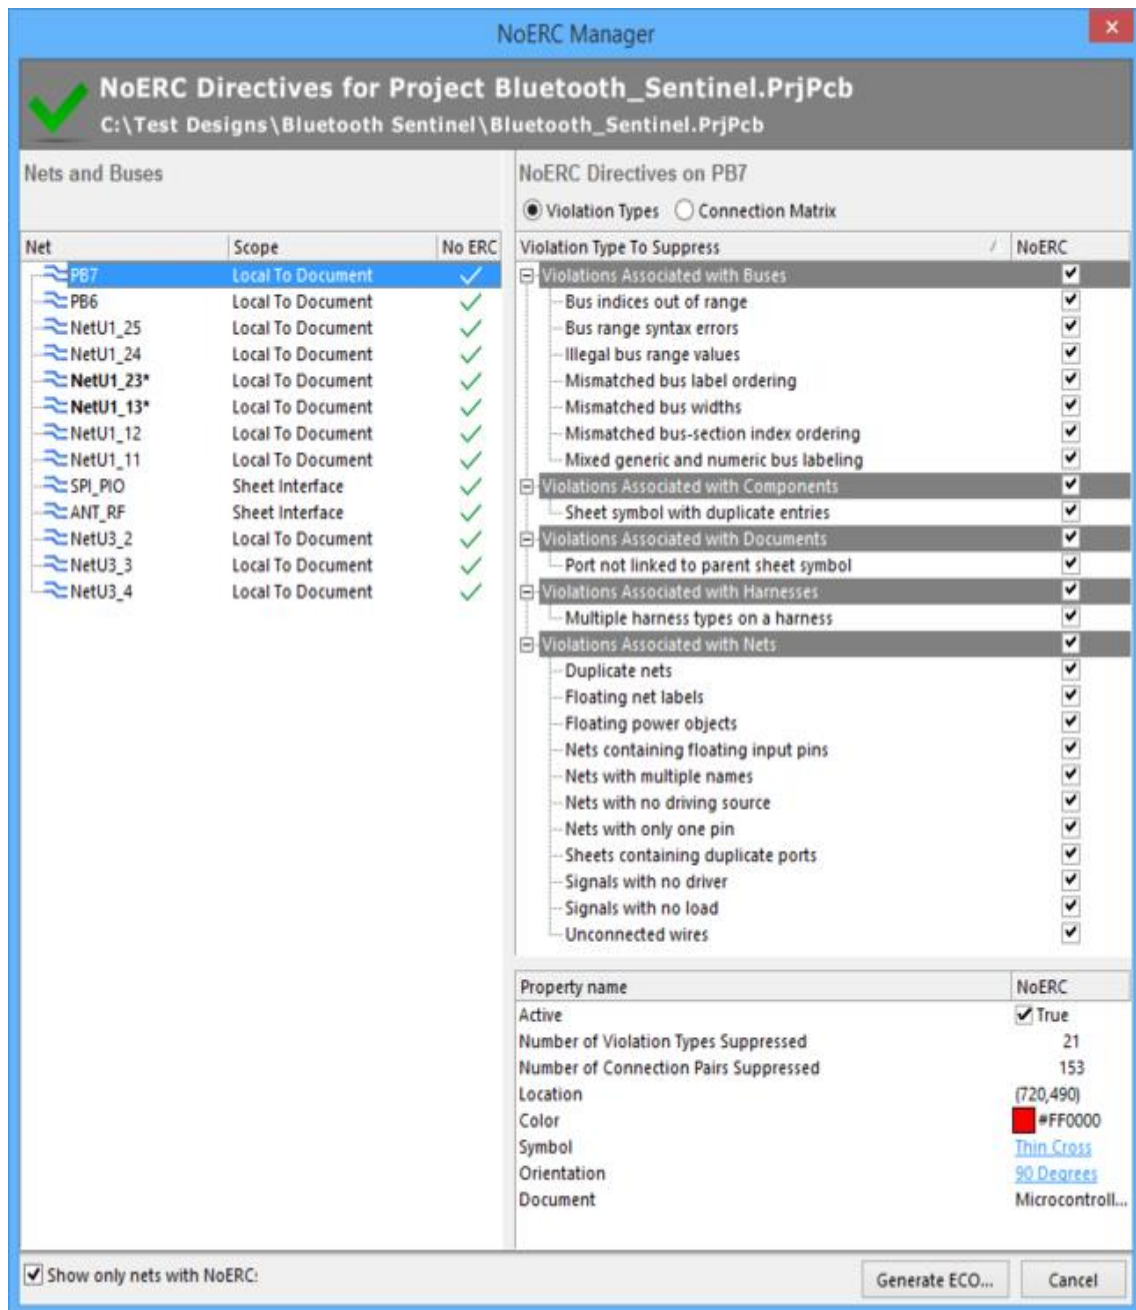 NoERC Manager
NoERC Directives for Project Bluetooth_Sentinel.PrjPcb
C:\Test Designs\Bluetooth Sentinel\Bluetooth_Sentinel.PrjPcb
Nets and Buses
Net Scope No ERC
PB7 Local To Document
PB6 Local To Document
NetU1_25 Local To Document
NetU1_24 Local To Document
NetU1_23* Local To Document
NetU1_13* Local To Document
NetU1_12 Local To Document
NetU1_11 Local To Document
SPI_PIO Sheet Interface
ANT_RF Sheet Interface
NetU3_2 Local To Document
NetU3_3 Local To Document
NetU3_4 Local To Document
NoERC Directives on PB7
Violation Types Connection Matrix
Violation Type To Suppress / NoERC
Violations Associated with Buses
Bus indices out of range
Bus range syntax errors
Illegal bus range values
Mismatched bus label ordering
Mismatched bus widths
Mismatched bus-section index ordering
Mixed generic and numeric bus labeling
Violations Associated with Components
Sheet symbol with duplicate entries
Violations Associated with Documents
Port not linked to parent sheet symbol
Violations Associated with Harnesses
Multiple harness types on a harness
Violations Associated with Nets
Duplicate nets
Floating net labels
Floating power objects
Nets containing floating input pins
Nets with multiple names
Nets with no driving source
Nets with only one pin
Sheets containing duplicate ports
Signals with no driver
Signals with no load
Unconnected wires
Property name NoERC
Active True
Number of Violation Types Suppressed 21
Number of Connection Pairs Suppressed 153
Location (720,490)
Color #FF0000
Symbol Thin Cross
Orientation 90 Degrees
Document Microcontroll...
Show only nets with NoERC:
Generate ECO... Cancel